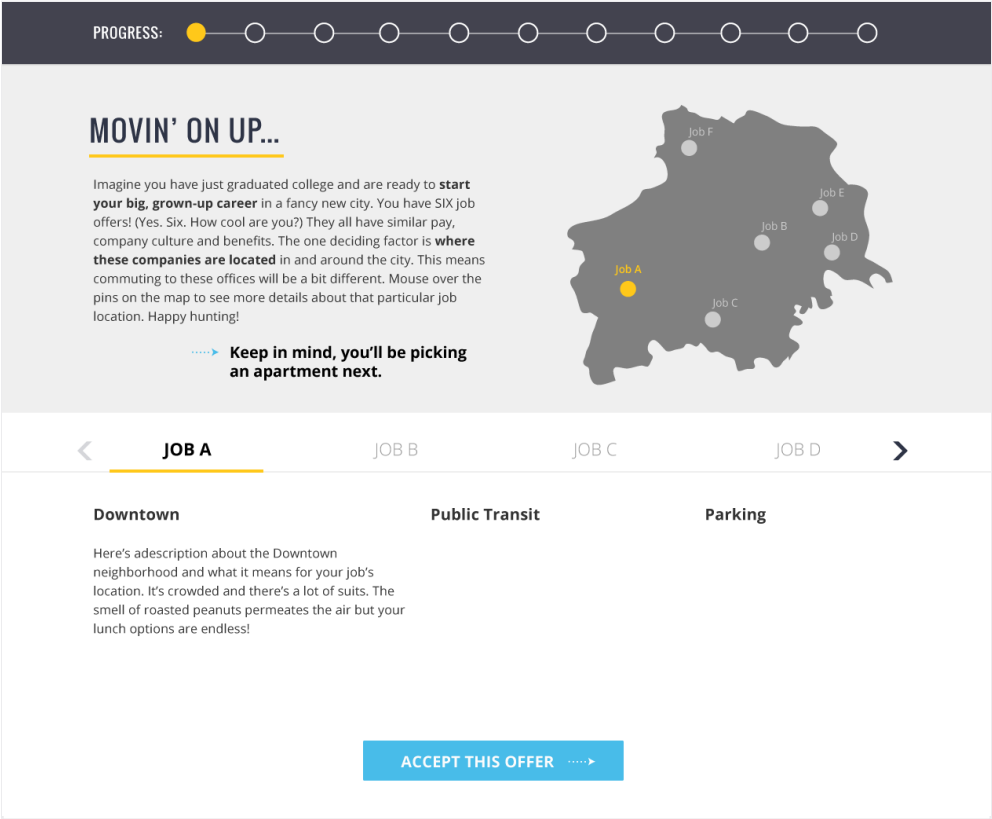 PROGRESS:
MOVIN’ ON UP...
Imagine you have just graduated college and are ready to start
your big, grown-up career in a fancy new city. You have SIX job
offers! (Yes. Six. How cool are you?) They all have similar pay,
company culture and benefits. The one deciding factor is where
these companies are located in and around the city. This means
commuting to these offices will be a bit different. Mouse over the
pins on the map to see more details about that particular job
location. Happy hunting!
Keep in mind, you’ll be picking
an apartment next.
Job F
Job E
Job B
Job D
Job A
Job C
JOB A
JOB B
JOB C
JOB D
Downtown
Here’s adescription about the Downtown
neighborhood and what it means for your job’s
location. It’s crowded and there’s a lot of suits. The
smell of roasted peanuts permeates the air but your
lunch options are endless!
Public Transit
Parking
ACCEPT THIS OFFER